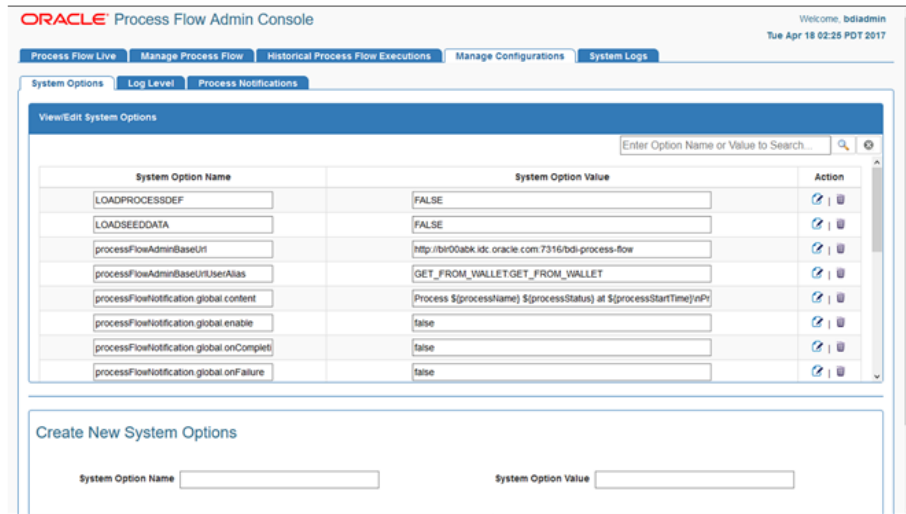 ORACLE® Process Flow Admin Console
Welcome, bdiadmin
Tue Apr 18 02:25 PDT 2017
Process Flow Live Manage Process Flow Historical Process Flow Executions Manage Configurations System Logs
System Options Log Level Process Notifications
View/Edit System Options
Enter Option Name or Value to Search...
System Option Name System Option Value Action
LOADPROCESSDEF FALSE |
LOADSEEDDATA FALSE |
processFlowAdminBaseUrl http://blr00abk.idc.oracle.com:7316/bdi-process-flow |
processFlowAdminBaseUrlUserAlias GET_FROM_WALLET:GET_FROM_WALLET |
processFlowNotification.global.content Process ${processName} ${processStatus} at ${processStartTime}\nPr |
processFlowNotification.global.enable false |
processFlowNotification.global.onCompleti false |
processFlowNotification.global.onFailure false |
Create New System Options
System Option Name System Option Value